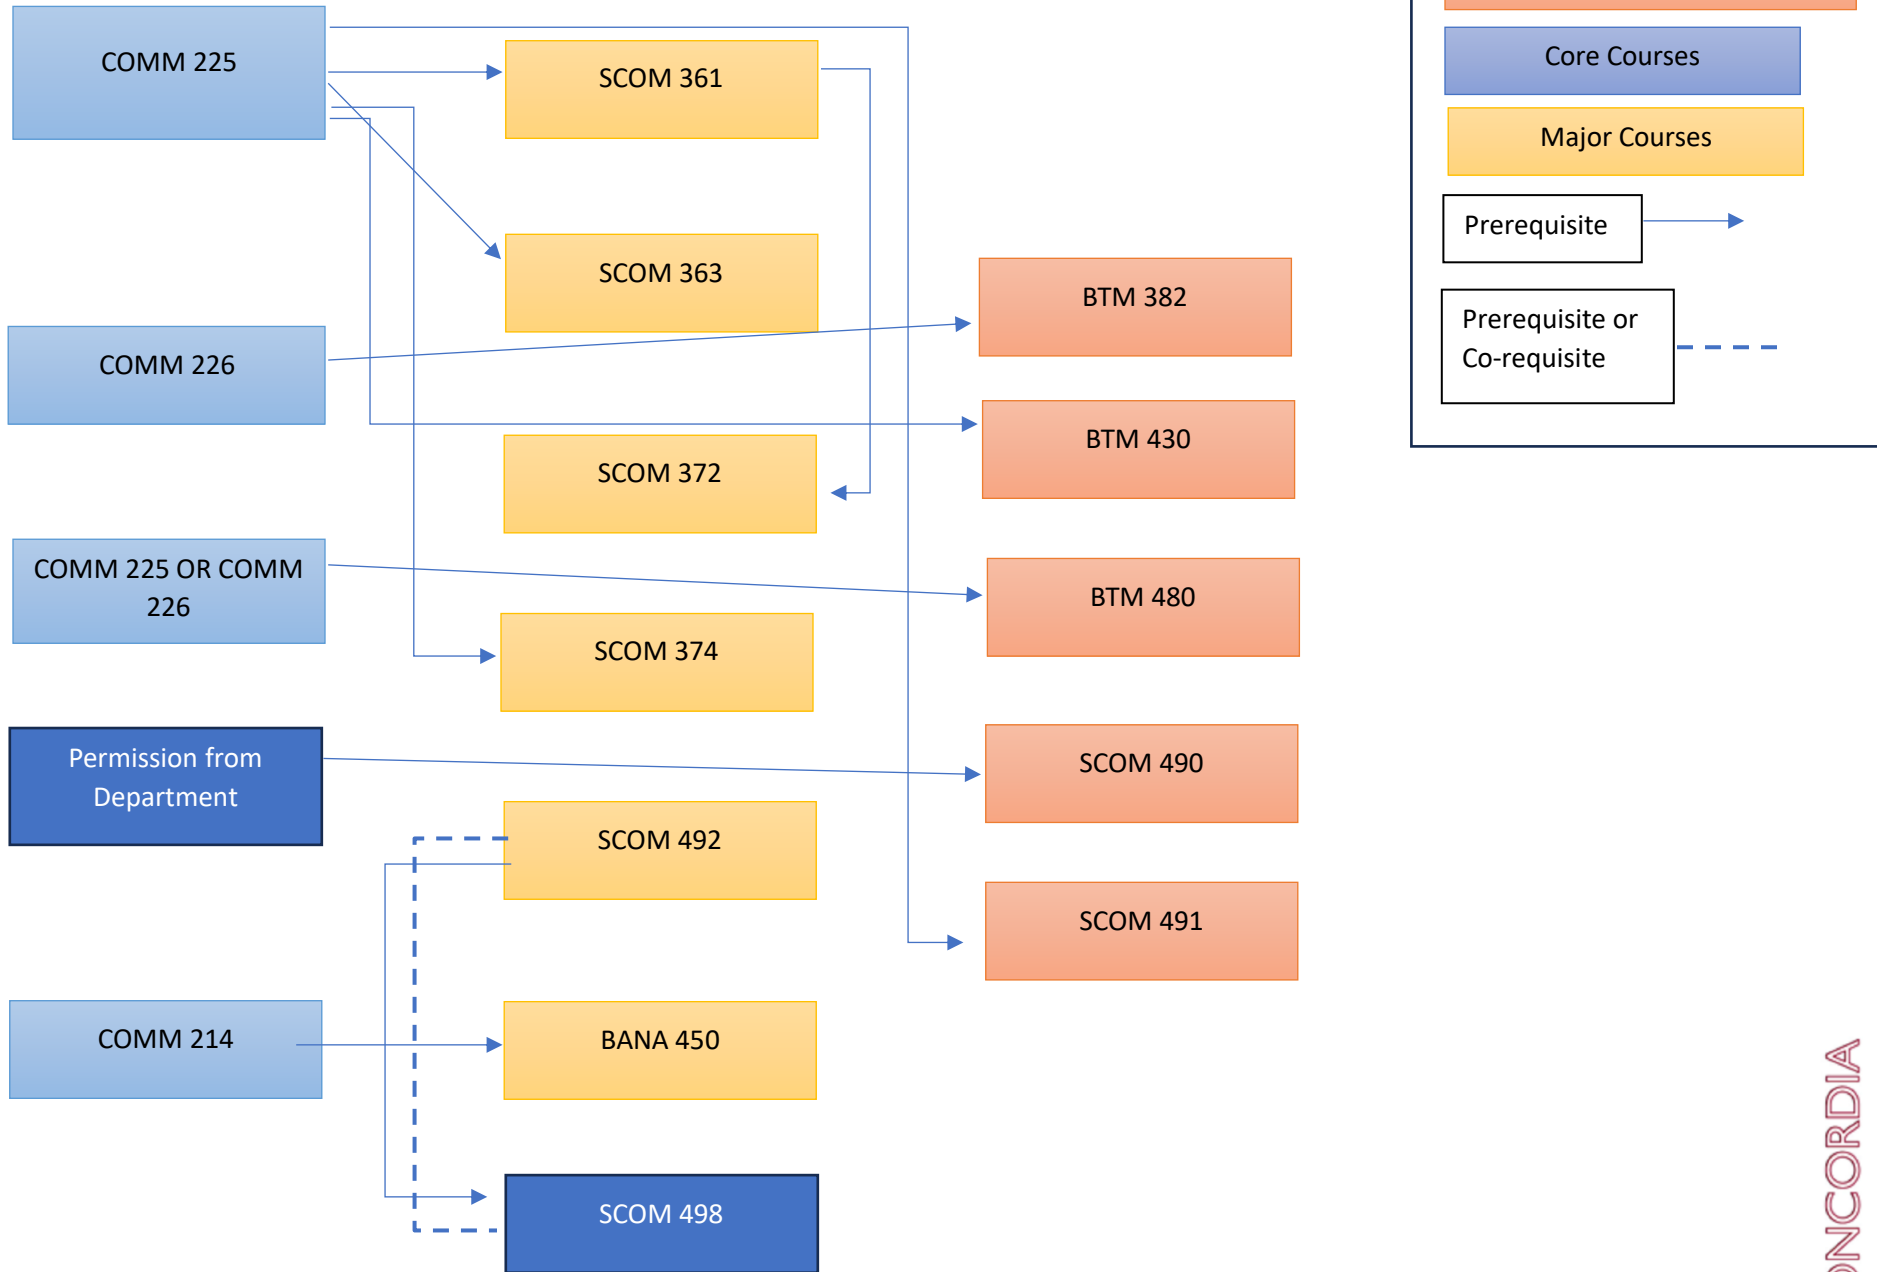 COMM 225
SCOM 361
Core Courses
Major Courses
Prerequisite
SCOM 363
BTM 382
Prerequisite or
Co-requisite
COMM 226
BTM 430
SCOM 372
COMM 225 OR COMM
226
BTM 480
SCOM 374
Permission from
Department
SCOM 490
SCOM 492
SCOM 491
COMM 214
BANA 450
SCOM 498
ONCORDIA